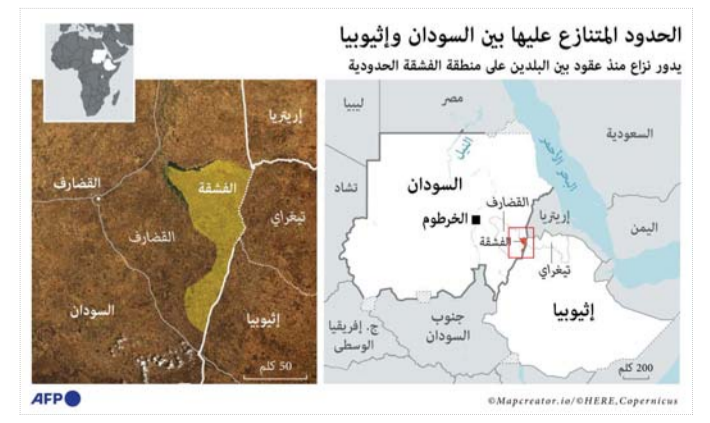 الحدود المتنازع عليها بين السودان وإثيوبيا
يدور نزاع منذ عقود بين البلدين على منطقة الفشقة الحدودية
ليبيا
مصر
السعودية
النيل
البحر الأحمر
تشاد
السودان
القضارف
الخرطوم
إريتريا
اليمن
الفشقة
تيغراي
إثيوبيا
جنوب
السودان
ج. إفريقيا
الوسطى
200 كلم
إريتريا
القضارف
الفشقة
تيغراي
القضارف
السودان
إثيوبيا
50 كلم
AFP
©Mapcreator.io/©HERE,Copernicus